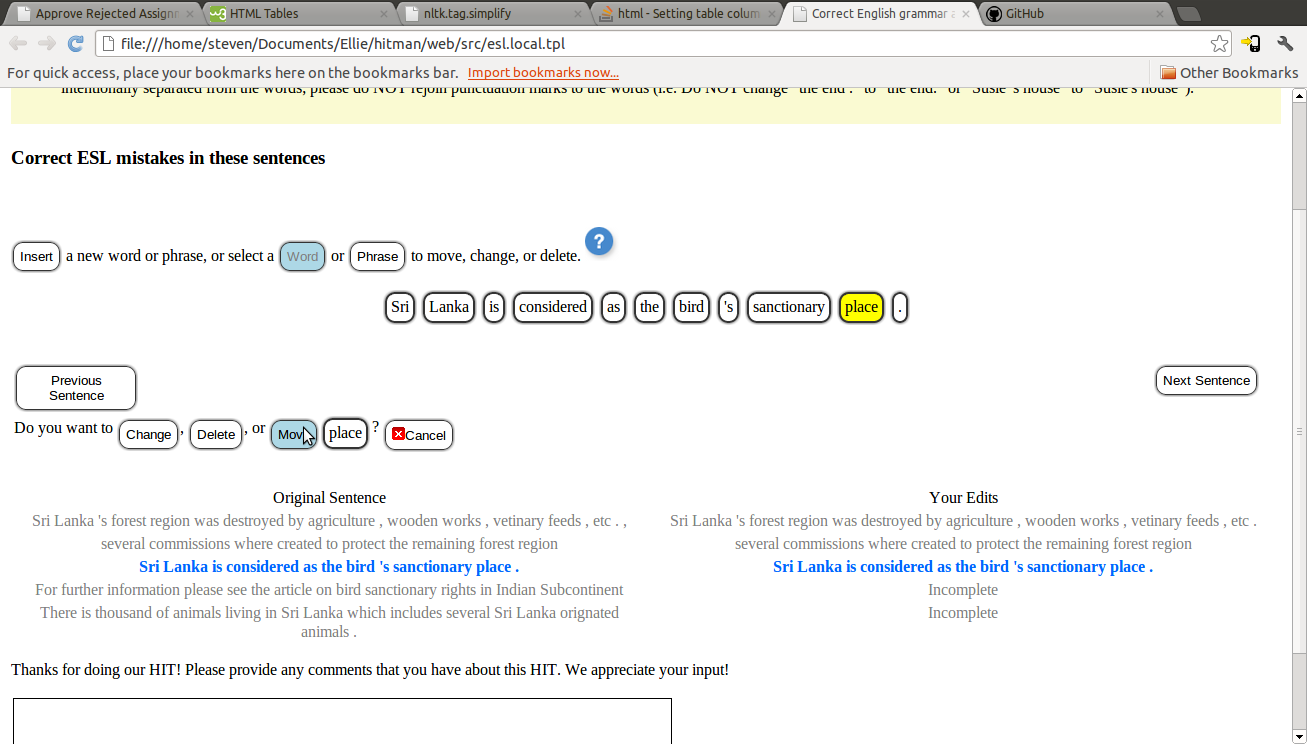 Approve Rejected Assignm
HTML Tables
nltk.tag.simplify
html - Setting table colum
Correct English grammar a
GitHub
file:///home/steven/Documents/Ellie/hitman/web/src/esl.local.tpl
For quick access, place your bookmarks here on the bookmarks bar. Import bookmarks now... Other Bookmarks
intentionally separated from the words, please do NOT rejoin punctuation marks to the words (i.e. Do NOT change "the end ." to "the end." or "Susie 's house" to "Susie's house").
Correct ESL mistakes in these sentences
Insert a new word or phrase, or select a Word or Phrase to move, change, or delete. ?
Sri Lanka is considered as the bird 's sanctionary place .
Previous Sentence
Next Sentence
Do you want to Change, Delete, or Move place ? Cancel
Original Sentence
Your Edits
Sri Lanka 's forest region was destroyed by agriculture , wooden works , vetinary feeds , etc . ,
several commissions where created to protect the remaining forest region
Sri Lanka 's forest region was destroyed by agriculture , wooden works , vetinary feeds , etc .
several commissions where created to protect the remaining forest region
Sri Lanka is considered as the bird 's sanctionary place .
Sri Lanka is considered as the bird 's sanctionary place .
For further information please see the article on bird sanctionary rights in Indian Subcontinent
Incomplete
There is thousand of animals living in Sri Lanka which includes several Sri Lanka orignated
animals .
Incomplete
Thanks for doing our HIT! Please provide any comments that you have about this HIT. We appreciate your input!